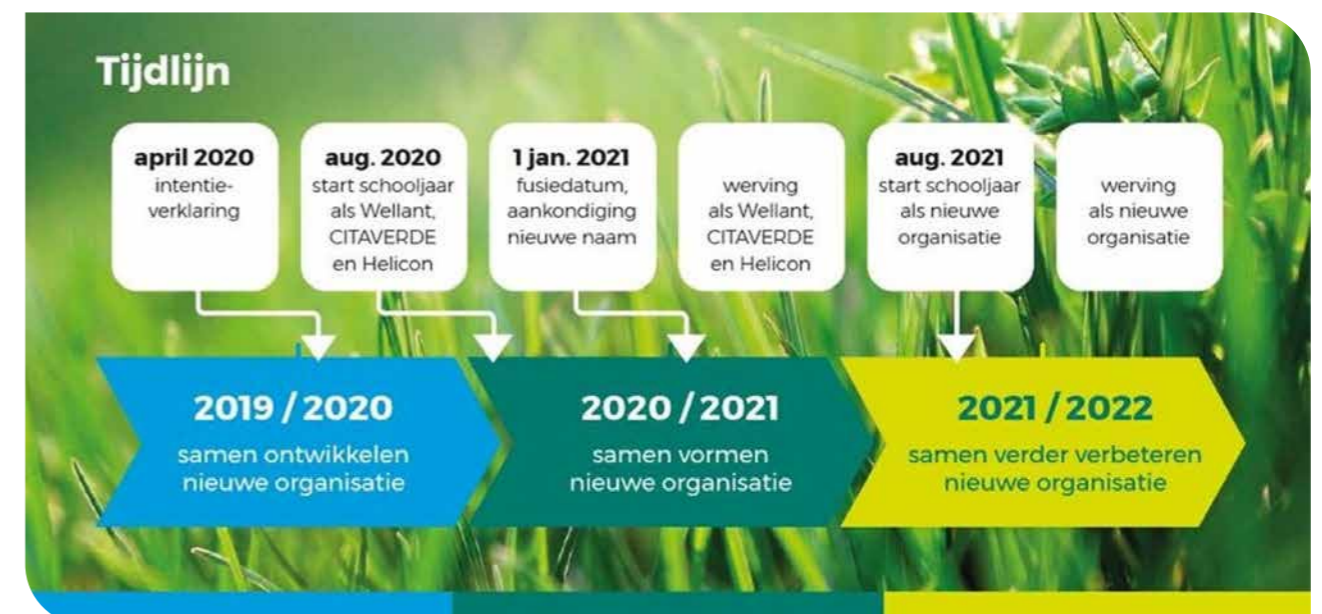 Tijdlijn
april 2020
intentie-
verklaring
aug. 2020
start schooljaar
als Wellant,
CITAVERDE
en Helicon
1 jan. 2021
fusiedatum,
aankondiging
nieuwe naam
werving
als Wellant,
CITAVERDE
en Helicon
aug. 2021
start schooljaar
als nieuwe
organisatie
werving
als nieuwe
organisatie
2019 / 2020
samen ontwikkelen
nieuwe organisatie
2020 / 2021
samen vormen
nieuwe organisatie
2021 / 2022
samen verder verbeteren
nieuwe organisatie